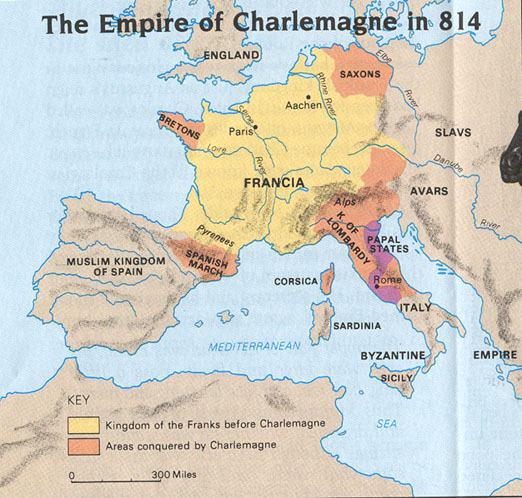 The Empire of Charlemagne in 814
ENGLAND
SAXONS
Elbe
River
Rhine River
Aachen
BRETONS
Seine
Paris
SLAVS
Loire
River
Danube
River
FRANCIA
AVARS
Alps
K. OF
LOMBARDY
Pyrenees
PAPAL
STATES
MUSLIM KINGDOM
OF SPAIN
SPANISH
MARCH
CORSICA
Rome
ITALY
SARDINIA
MEDITERRANEAN
BYZANTINE
EMPIRE
SICILY
SEA
KEY
Kingdom of the Franks before Charlemagne
Areas conquered by Charlemagne
0
300 Miles